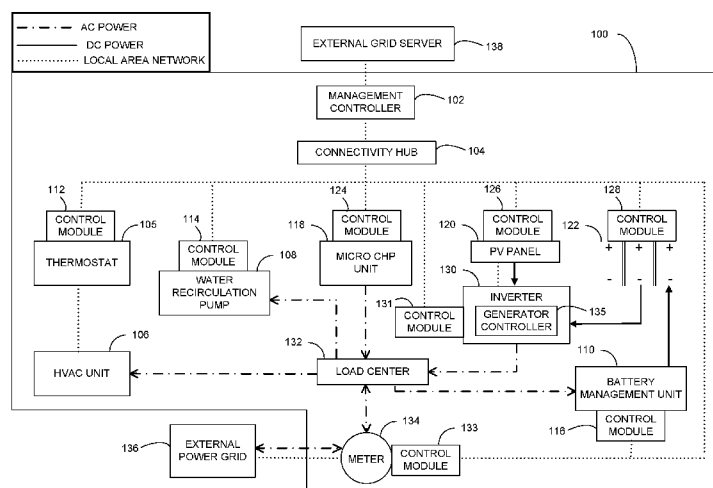 AC POWER
DC POWER
LOCAL AREA NETWORK
EXTERNAL GRID SERVER
138
100
MANAGEMENT
CONTROLLER
102
CONNECTIVITY HUB
104
112
CONTROL
MODULE
105
THERMOSTAT
114
CONTROL
MODULE
108
WATER
RECIRCULATION
PUMP
124
CONTROL
MODULE
118
MICRO CHP
UNIT
126
CONTROL
MODULE
120
PV PANEL
128
CONTROL
MODULE
122
+ + +
- - -
130
INVERTER
135
GENERATOR
CONTROLLER
131
CONTROL
MODULE
106
HVAC UNIT
132
LOAD CENTER
110
BATTERY
MANAGEMENT UNIT
CONTROL
MODULE
116
134
METER
133
CONTROL
MODULE
EXTERNAL
POWER GRID
136